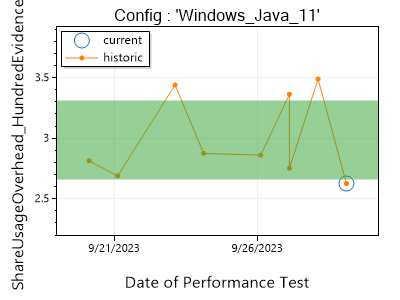 Config : 'Windows_Java_11'
current
historic
ShareUsageOverhead_HundredEvidence
3.5
3
2.5
9/21/2023
9/26/2023
Date of Performance Test